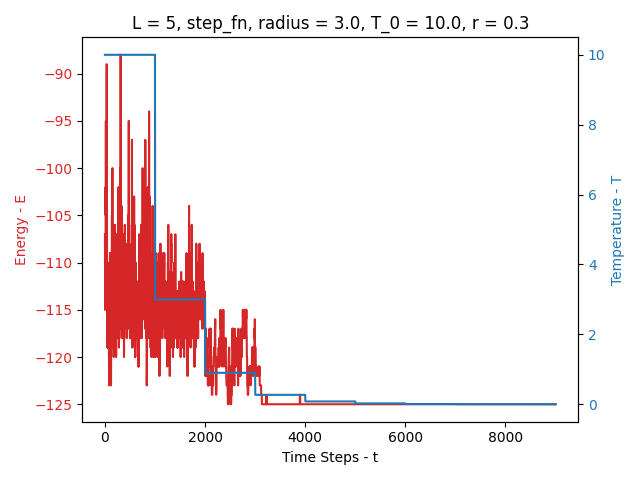 L = 5, step_fn, radius = 3.0, T_0 = 10.0, r = 0.3
Energy - E
−90
−95
−100
−105
−110
−115
−120
−125
10
8
6
4
2
0
Temperature - T
0 2000 4000 6000 8000
Time Steps - t